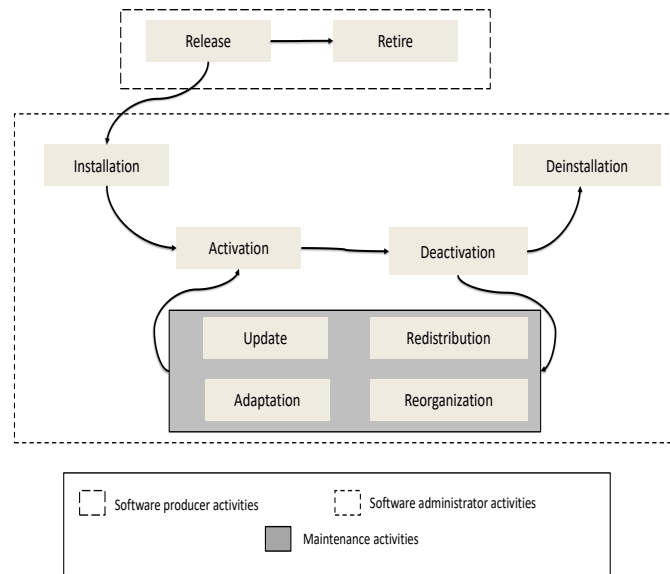 Release
Retire
Installation
Deinstallation
Activation
Deactivation
Update
Redistribution
Adaptation
Reorganization
Software producer activities
Software administrator activities
Maintenance activities